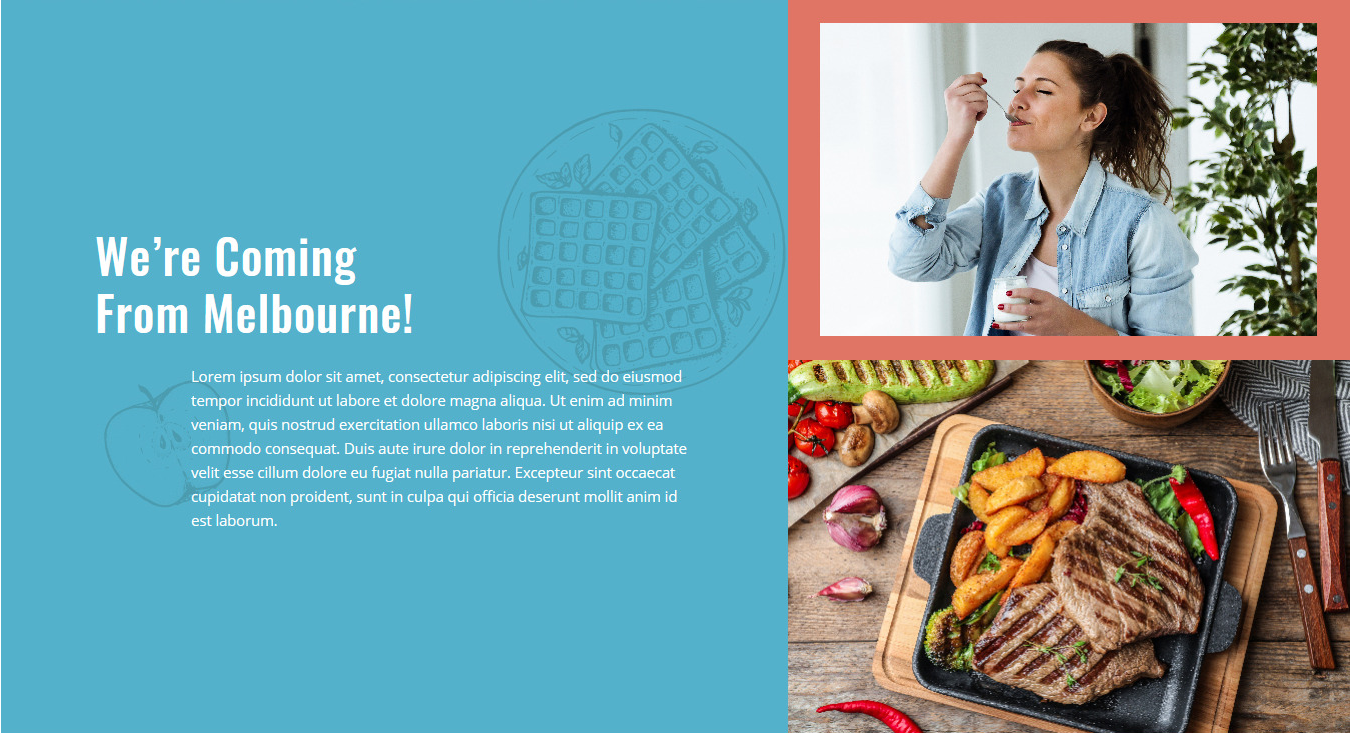 We’re Coming
From Melbourne!
Lorem ipsum dolor sit amet, consectetur adipiscing elit, sed do eiusmod
tempor incididunt ut labore et dolore magna aliqua. Ut enim ad minim
veniam, quis nostrud exercitation ullamco laboris nisi ut aliquip ex ea
commodo consequat. Duis aute irure dolor in reprehenderit in voluptate
velit esse cillum dolore eu fugiat nulla pariatur. Excepteur sint occaecat
cupidatat non proident, sunt in culpa qui officia deserunt mollit anim id
est laborum.